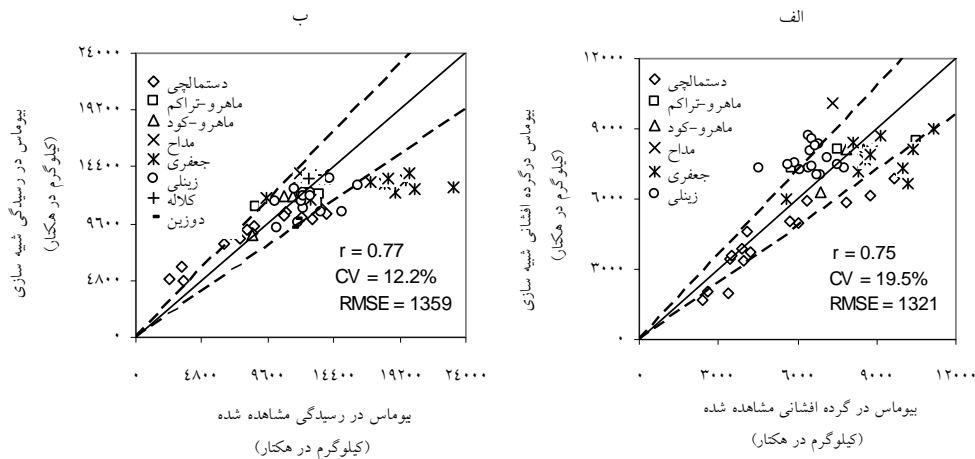 الف
۱۲۰۰۰
۹۰۰۰
۶۰۰۰
۳۰۰۰
۰
بیوماس درگرده افشانی شبیه سازی
(کیلوگرم در هکتار)
دستمالچی
ماهرو-تراکم
ماهرو-کود
مداح
جعفری
زینلی
r = 0.75
CV = 19.5%
RMSE = 1321
۰ ۳۰۰۰ ۶۰۰۰ ۹۰۰۰ ۱۲۰۰۰
بیوماس در گرده افشانی مشاهده شده
(کیلوگرم در هکتار)
ب
۲۴۰۰۰
۱۹۲۰۰
۱۴۴۰۰
۹۶۰۰
۴۸۰۰
۰
بیوماس در رسیدگی شبیه سازی
(کیلوگرم در هکتار)
دستمالچی
ماهرو-تراکم
ماهرو-کود
مداح
جعفری
زینلی
کلاله
دوزین
r = 0.77
CV = 12.2%
RMSE = 1359
۰ ۴۸۰۰ ۹۶۰۰ ۱۴۴۰۰ ۱۹۲۰۰ ۲۴۰۰۰
بیوماس در رسیدگی مشاهده شده
(کیلوگرم در هکتار)